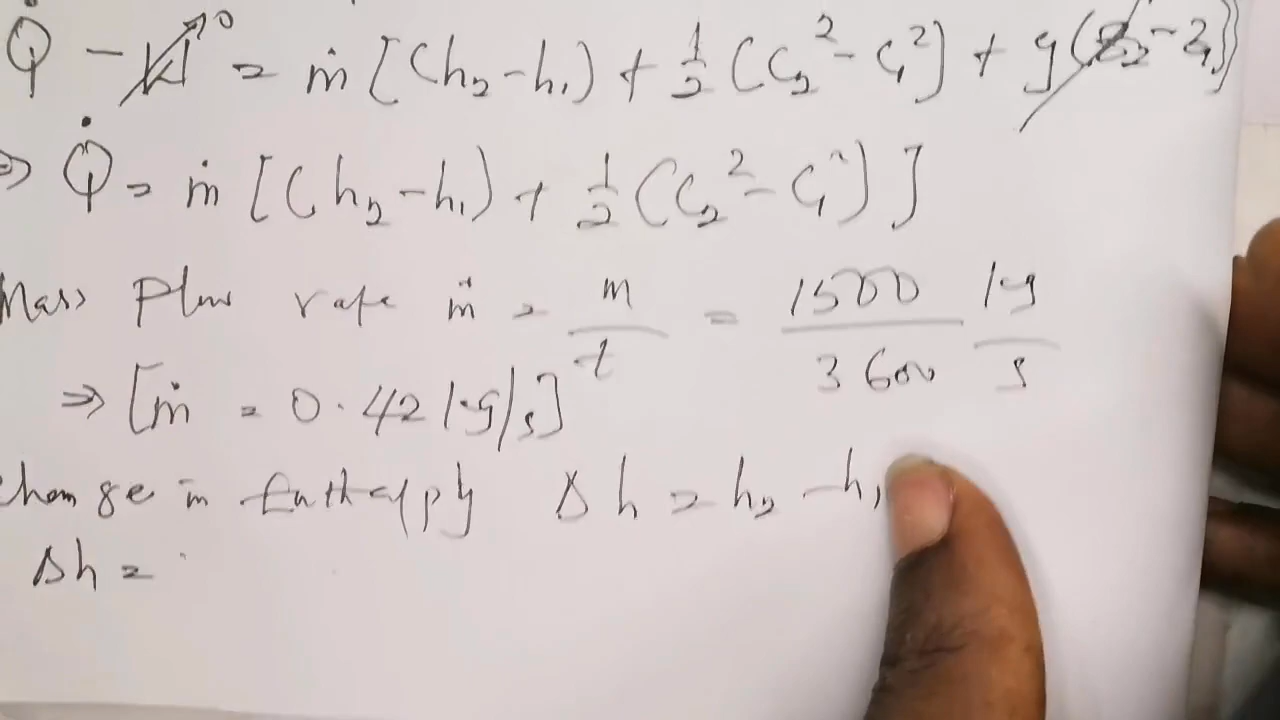 Q̇ - Ẇ⁰ = ṁ [(h₂ - h₁) + ½ (C₂² - C₁²) + g(z₂ - z₁)]
⇒ Q̇ = ṁ [(h₂ - h₁) + ½ (C₂² - C₁²)]
Mass flow rate ṁ = m/t = 1500/3600 kg/s
⇒ [ṁ = 0.42 kg/s]
Change in Enthalpy Δh = h₂ - h₁
Δh =